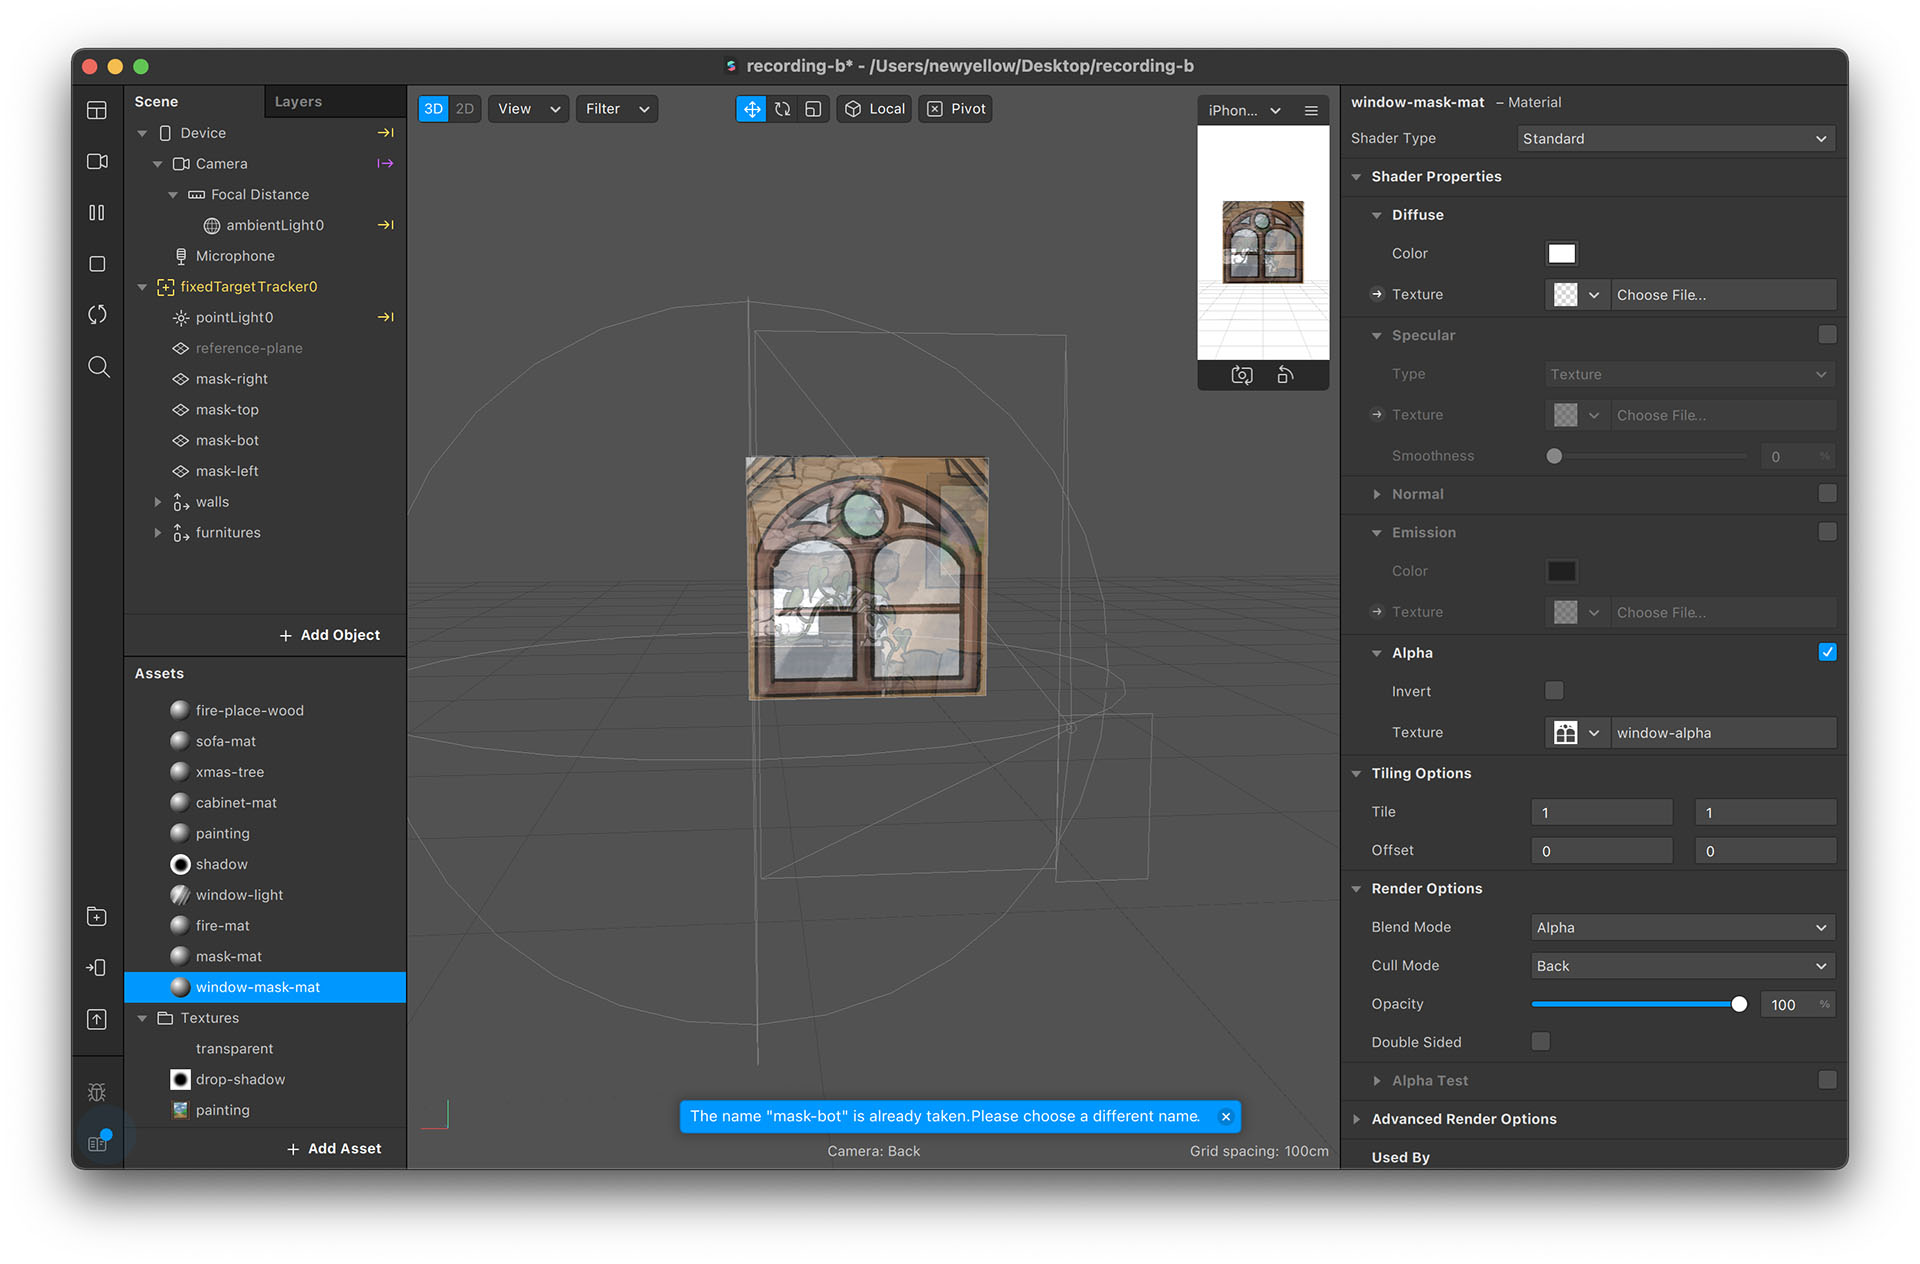 recording-b* - /Users/newyellow/Desktop/recording-b
Scene
Layers
Device
Camera
Focal Distance
ambientLight0
Microphone
fixedTargetTracker0
pointLight0
reference-plane
mask-right
mask-top
mask-bot
mask-left
walls
furnitures
+ Add Object
Assets
fire-place-wood
sofa-mat
xmas-tree
cabinet-mat
painting
shadow
window-light
fire-mat
mask-mat
window-mask-mat
Textures
transparent
drop-shadow
painting
+ Add Asset
3D 2D View Filter Local Pivot
iPhon...
The name "mask-bot" is already taken.Please choose a different name.
Camera: Back
Grid spacing: 100cm
window-mask-mat – Material
Shader Type Standard
Shader Properties
Diffuse
Color
Texture Choose File...
Specular
Type Texture
Texture Choose File...
Smoothness 0 %
Normal
Emission
Color
Texture Choose File...
Alpha
Invert
Texture window-alpha
Tiling Options
Tile 1 1
Offset 0 0
Render Options
Blend Mode Alpha
Cull Mode Back
Opacity 100 %
Double Sided
Alpha Test
Advanced Render Options
Used By